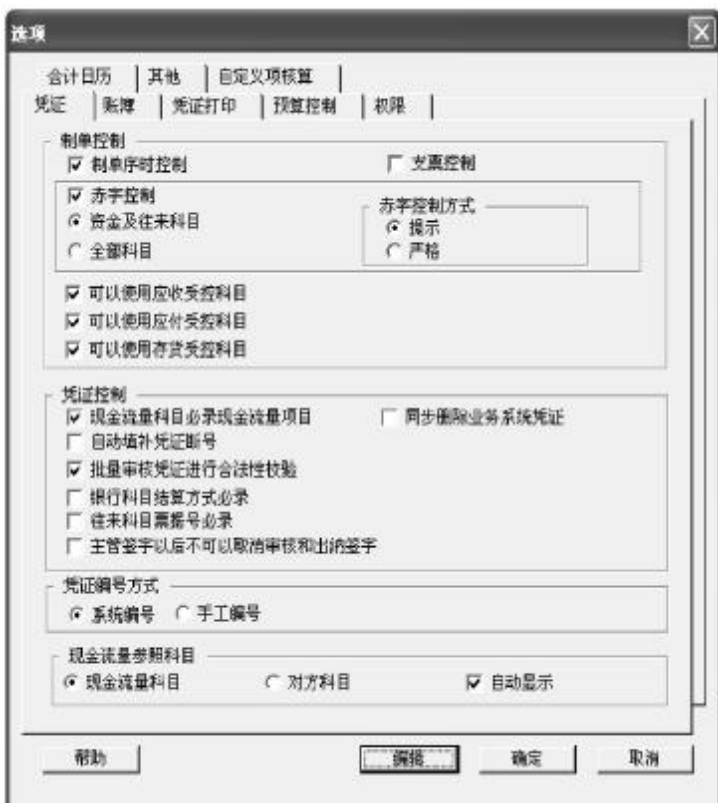 选项
会计日历 其他 自定义项核算
凭证 账簿 凭证打印 预算控制 权限
制单控制
制单序时控制 支票控制
赤字控制
赤字控制方式
资金及往来科目 提示
全部科目 严格
可以使用应收受控科目
可以使用应付受控科目
可以使用存货受控科目
凭证控制
现金流量科目必录现金流量项目 同步删除业务系统凭证
自动填补凭证断号
批量审核凭证进行合法性校验
银行科目结算方式必录
往来科目票据号必录
主管签字以后不可以取消审核和出纳签字
凭证编号方式
系统编号 手工编号
现金流量参照科目
现金流量科目 对方科目 自动显示
帮助 编辑 确定 取消